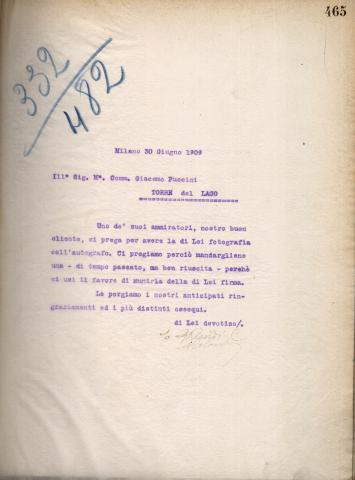 465
332
482
Milano 30 Giugno 1909
Ill° Sig. M°. Comm. Giacomo Puccini
TORRE del LAGO
Uno de' suoi ammiratori, nostro buon
cliente, ci prega per avere la di Lei fotografia
coll'autografo. Ci pregiamo perciò mandargliene
una - di tempo passato, ma ben riuscita - perchè
ci usi il favore di munirla della di Lei firma.
Le porgiamo i nostri anticipati rin-
graziamenti ed i più distinti ossequi.
di Lei devotiss/.